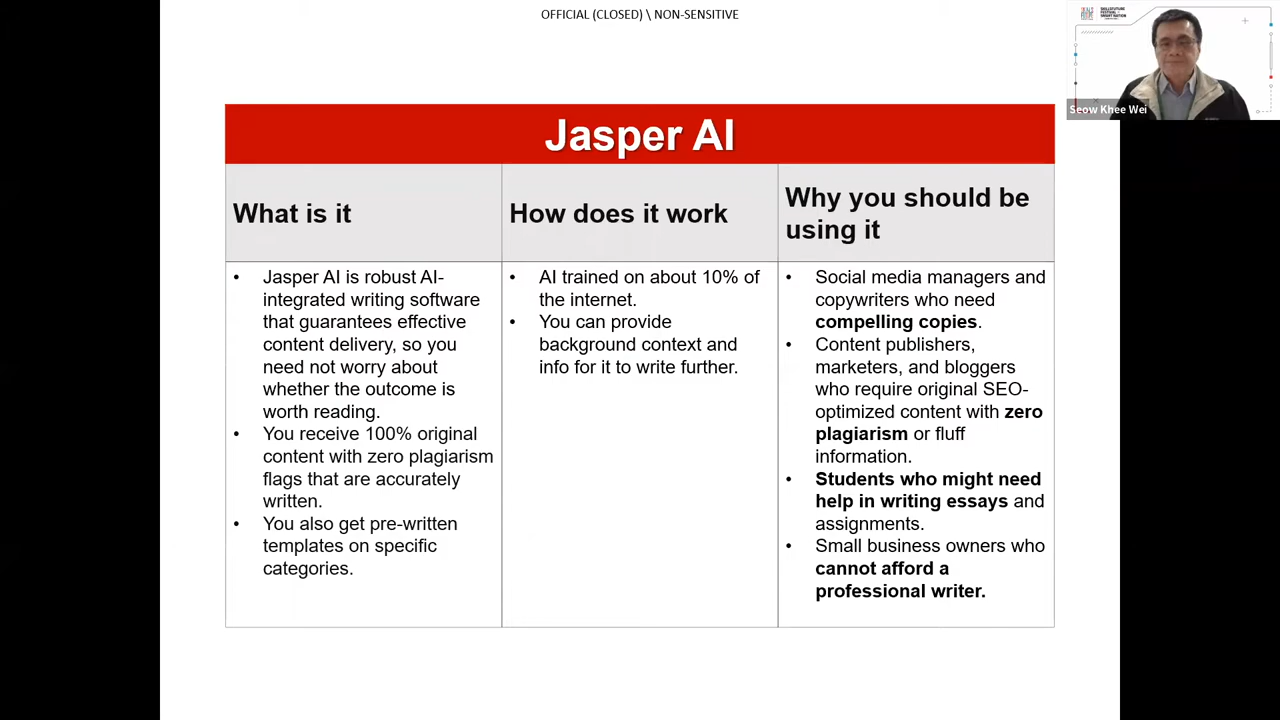 OFFICIAL (CLOSED) \ NON-SENSITIVE
SKILLSFUTURE
FESTIVAL
SMART NATION
Seow Khee Wei
Jasper AI
What is it
How does it work
Why you should be
using it
• Jasper AI is robust AI-
integrated writing software
that guarantees effective
content delivery, so you
need not worry about
whether the outcome is
worth reading.
• You receive 100% original
content with zero plagiarism
flags that are accurately
written.
• You also get pre-written
templates on specific
categories.
• AI trained on about 10% of
the internet.
• You can provide
background context and
info for it to write further.
• Social media managers and
copywriters who need
compelling copies.
• Content publishers,
marketers, and bloggers
who require original SEO-
optimized content with zero
plagiarism or fluff
information.
• Students who might need
help in writing essays and
assignments.
• Small business owners who
cannot afford a
professional writer.